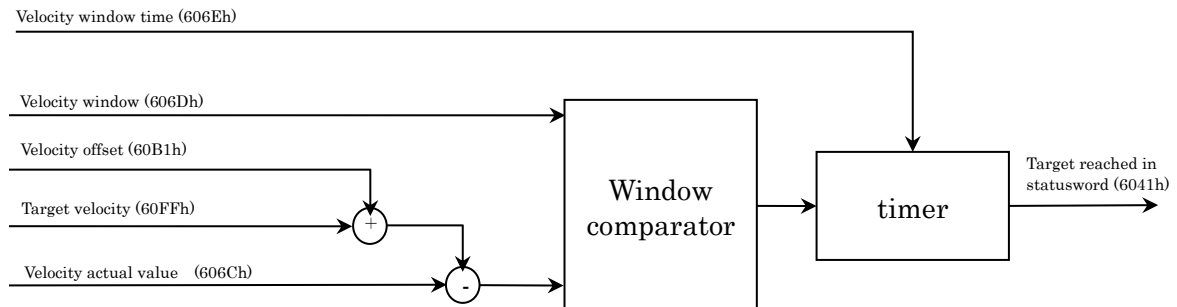 Velocity window time (606Eh)
Velocity window (606Dh)
Velocity offset (60B1h)
Target velocity (60FFh)
+
Velocity actual value (606Ch)
-
Window
comparator
timer
Target reached in
statusword (6041h)